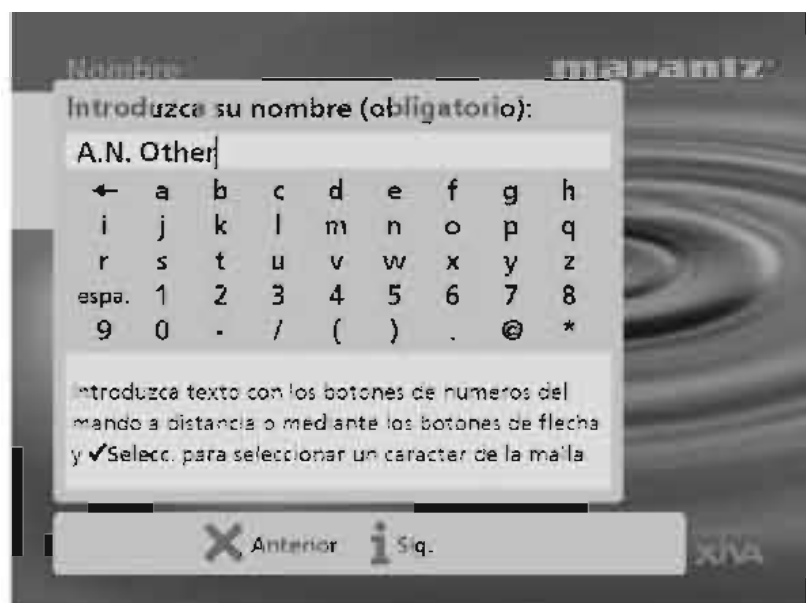 Nombre
marantz
Introduzca su nombre (obligatorio):
A.N. Other
← a b c d e f g h
i j k l m n o p q
r s t u v w x y z
espa. 1 2 3 4 5 6 7 8
9 0 - / ( ) . @ *
Introduzca texto con los botones de numeros del
mando a distancia o mediante los botones de flecha
y ✓Selecc. para seleccionar un caracter de la malla
X Anterior i Sig.
XiVA